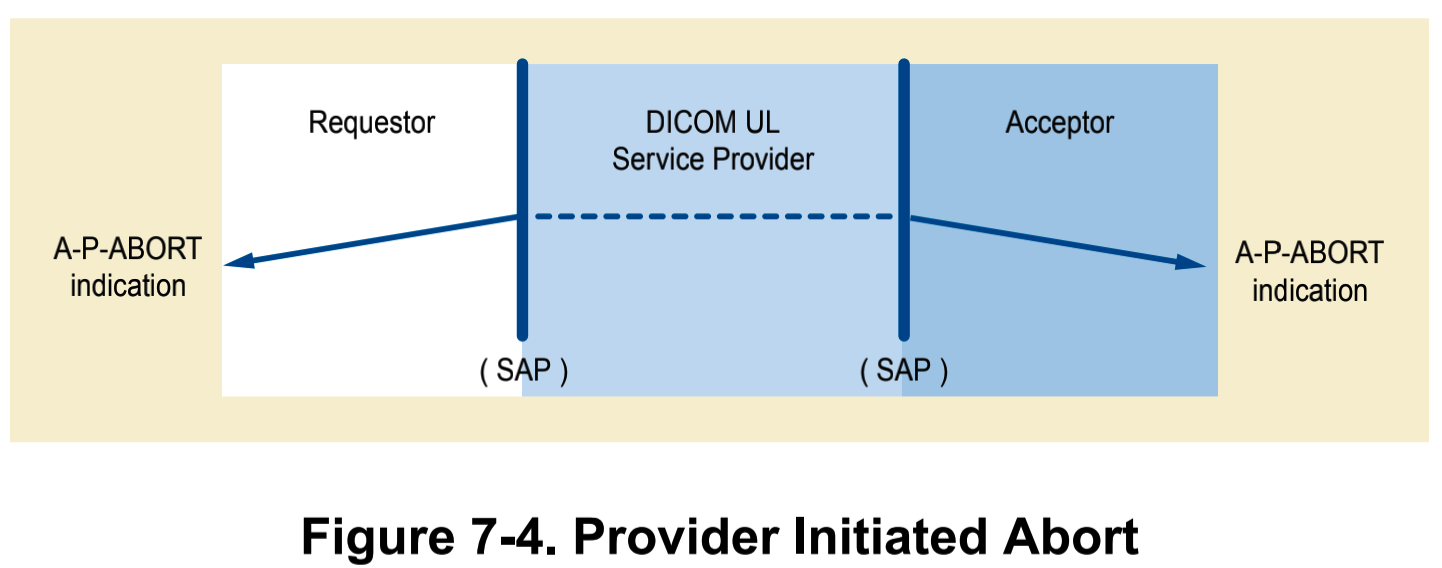 Requestor
DICOM UL
Service Provider
Acceptor
A-P-ABORT
indication
A-P-ABORT
indication
( SAP )
( SAP )
Figure 7-4. Provider Initiated Abort